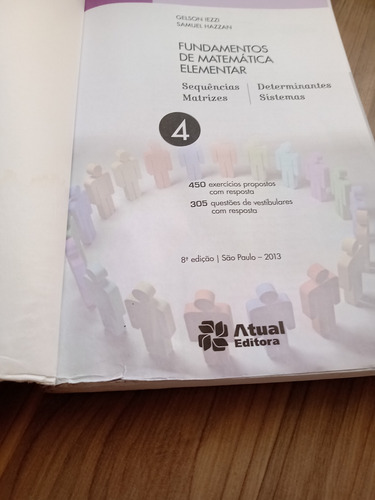 GELSON IEZZI
SAMUEL HAZZAN
FUNDAMENTOS
DE MATEMÁTICA
ELEMENTAR
Sequências
Matrizes
Determinantes
Sistemas
4
450 exercícios propostos
com resposta
305 questões de vestibulares
com resposta
8ª edição | São Paulo – 2013
Atual
Editora